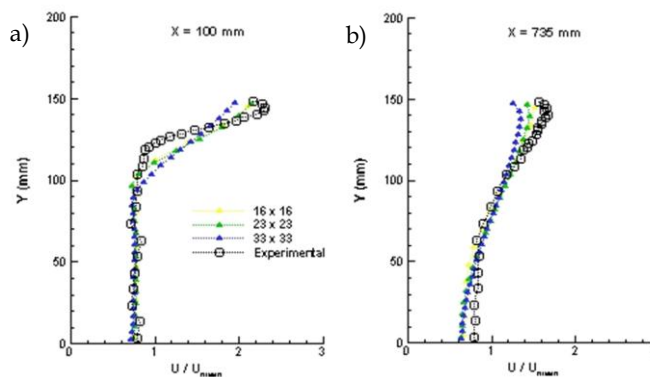 a)
X = 100 mm
200
150
100
50
0
Y (mm)
16 x 16
23 x 23
33 x 33
Experimental
0 1 2 3
U / U
b)
X = 735 mm
200
150
100
50
0
Y (mm)
0 1 2
U / U